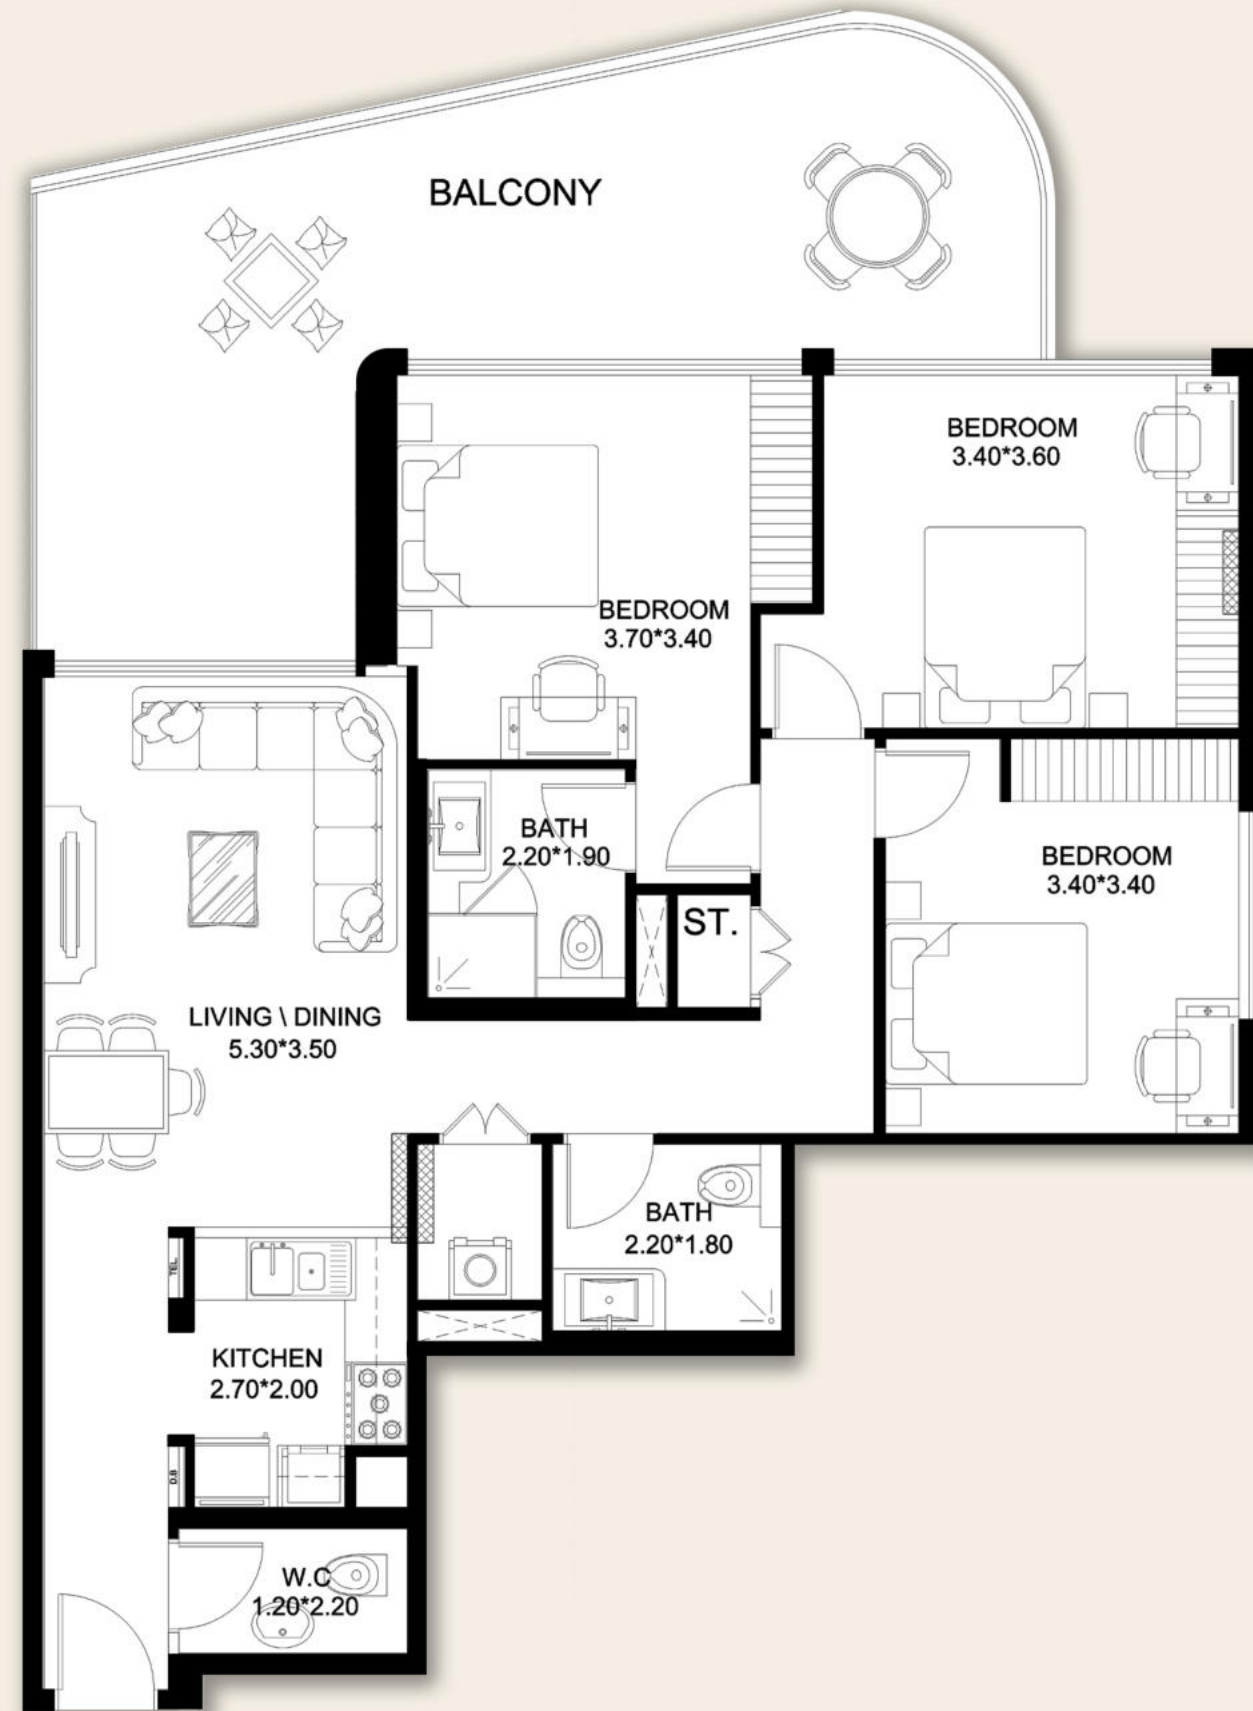 BALCONY
BEDROOM
3.40*3.60
BEDROOM
3.70*3.40
BATH
2.20*1.90
BEDROOM
3.40*3.40
ST.
LIVING \ DINING
5.30*3.50
BATH
2.20*1.80
TEL.
KITCHEN
2.70*2.00
D.B
W.C
1.20*2.20